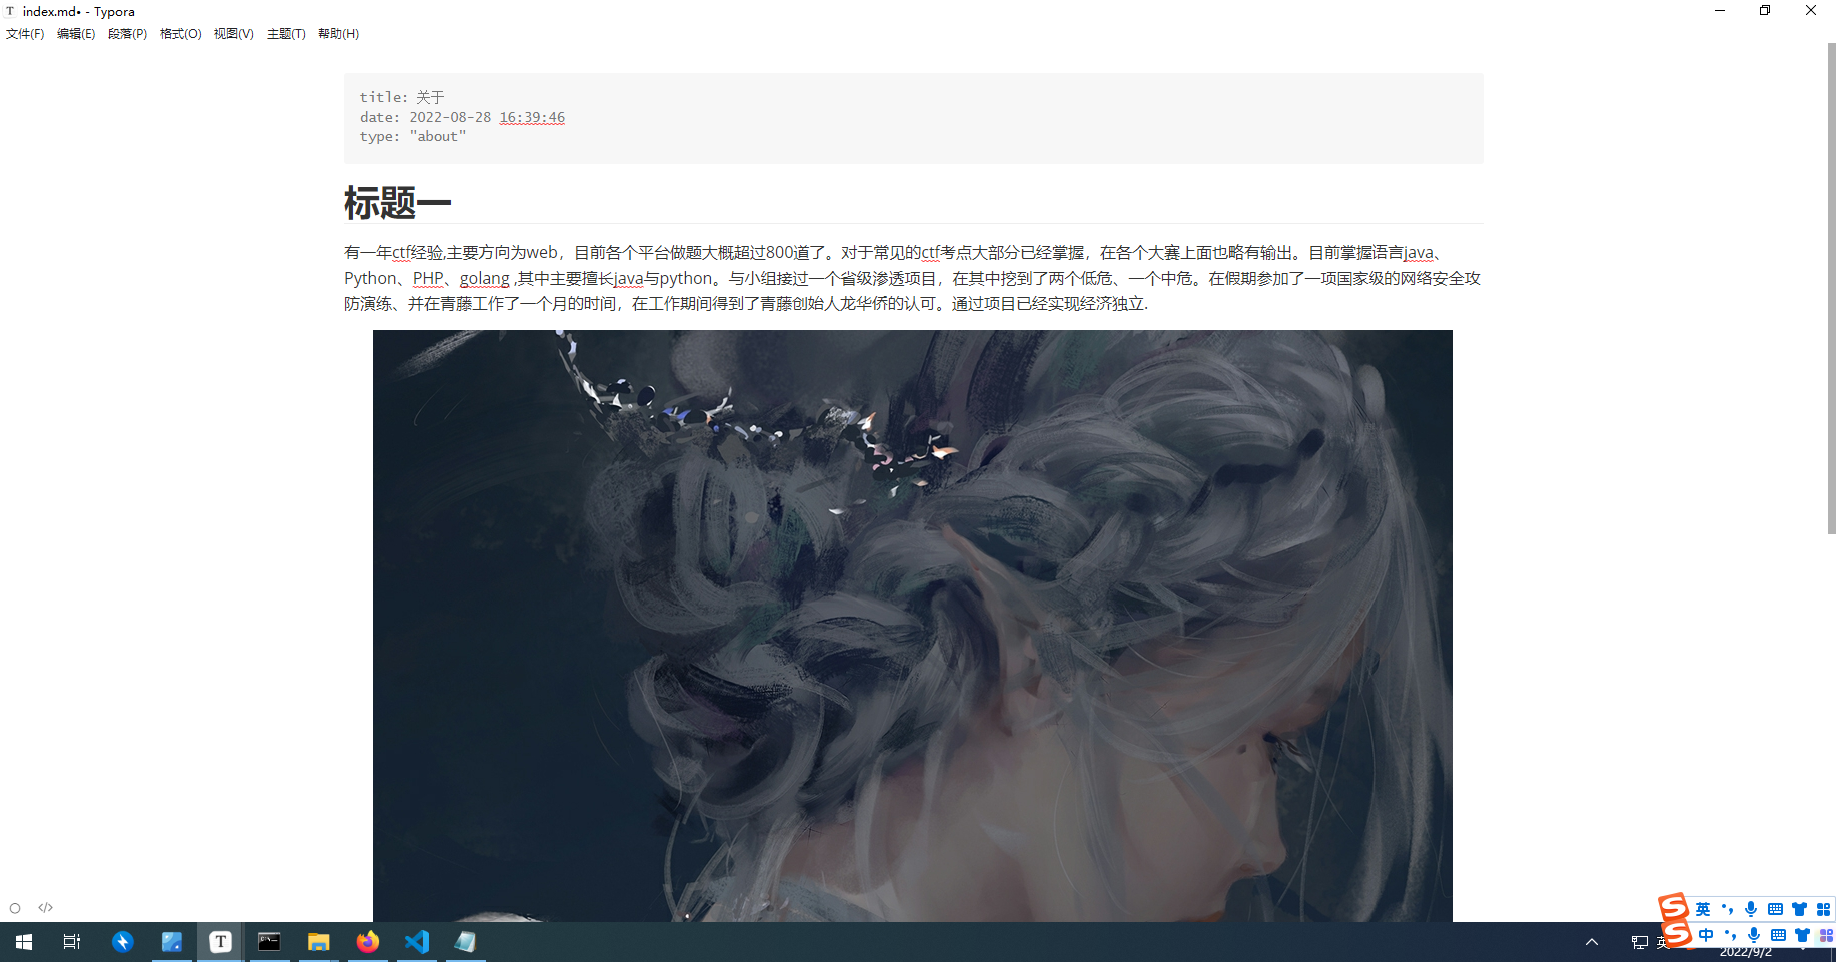 index.md• - Typora
文件(F) 编辑(E) 段落(P) 格式(O) 视图(V) 主题(T) 帮助(H)
title: 关于
date: 2022-08-28 16:39:46
type: "about"
标题一
有一年ctf经验,主要方向为web，目前各个平台做题大概超过800道了。对于常见的ctf考点大部分已经掌握，在各个大赛上面也略有输出。目前掌握语言java、
Python、PHP、golang ,其中主要擅长java与python。与小组接过一个省级渗透项目，在其中挖到了两个低危、一个中危。在假期参加了一项国家级的网络安全攻
防演练、并在青藤工作了一个月的时间，在工作期间得到了青藤创始人龙华侨的认可。通过项目已经实现经济独立.
英
中
英
2022/9/2